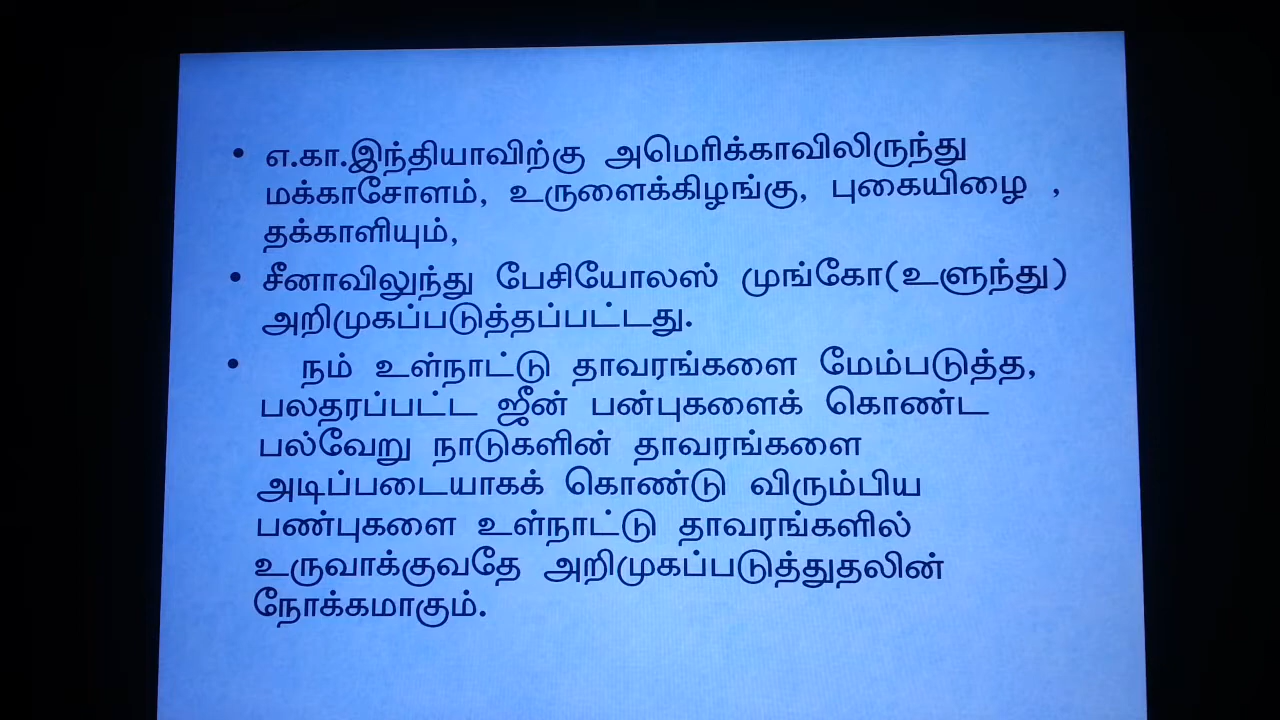 • எ.கா.இந்தியாவிற்கு அமெரிக்காவிலிருந்து
மக்காசோளம், உருளைக்கிழங்கு, புகையிழை ,
தக்காளியும்,
• சீனாவிலுந்து பேசியோலஸ் முங்கோ(உளுந்து)
அறிமுகப்படுத்தப்பட்டது.
• நம் உள்நாட்டு தாவரங்களை மேம்படுத்த,
பலதரப்பட்ட ஜீன் பன்புகளைக் கொண்ட
பல்வேறு நாடுகளின் தாவரங்களை
அடிப்படையாகக் கொண்டு விரும்பிய
பண்புகளை உள்நாட்டு தாவரங்களில்
உருவாக்குவதே அறிமுகப்படுத்துதலின்
நோக்கமாகும்.